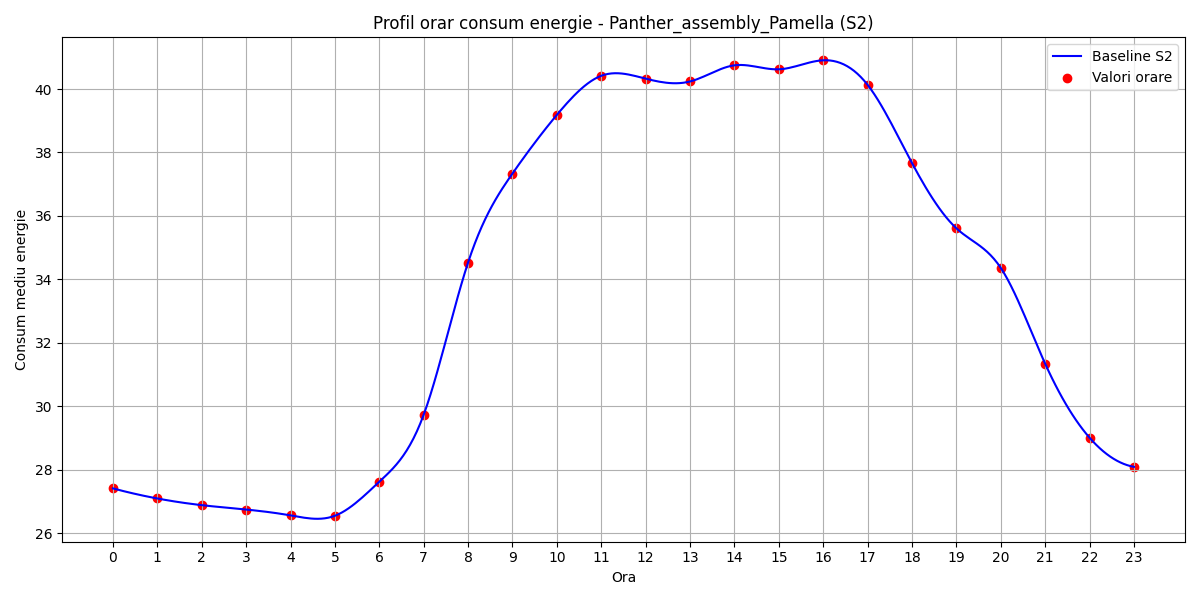 Profil orar consum energie - Panther_assembly_Pamella (S2)
Baseline S2
Valori orare
Consum mediu energie
40
38
36
34
32
30
28
26
0 1 2 3 4 5 6 7 8 9 10 11 12 13 14 15 16 17 18 19 20 21 22 23
Ora